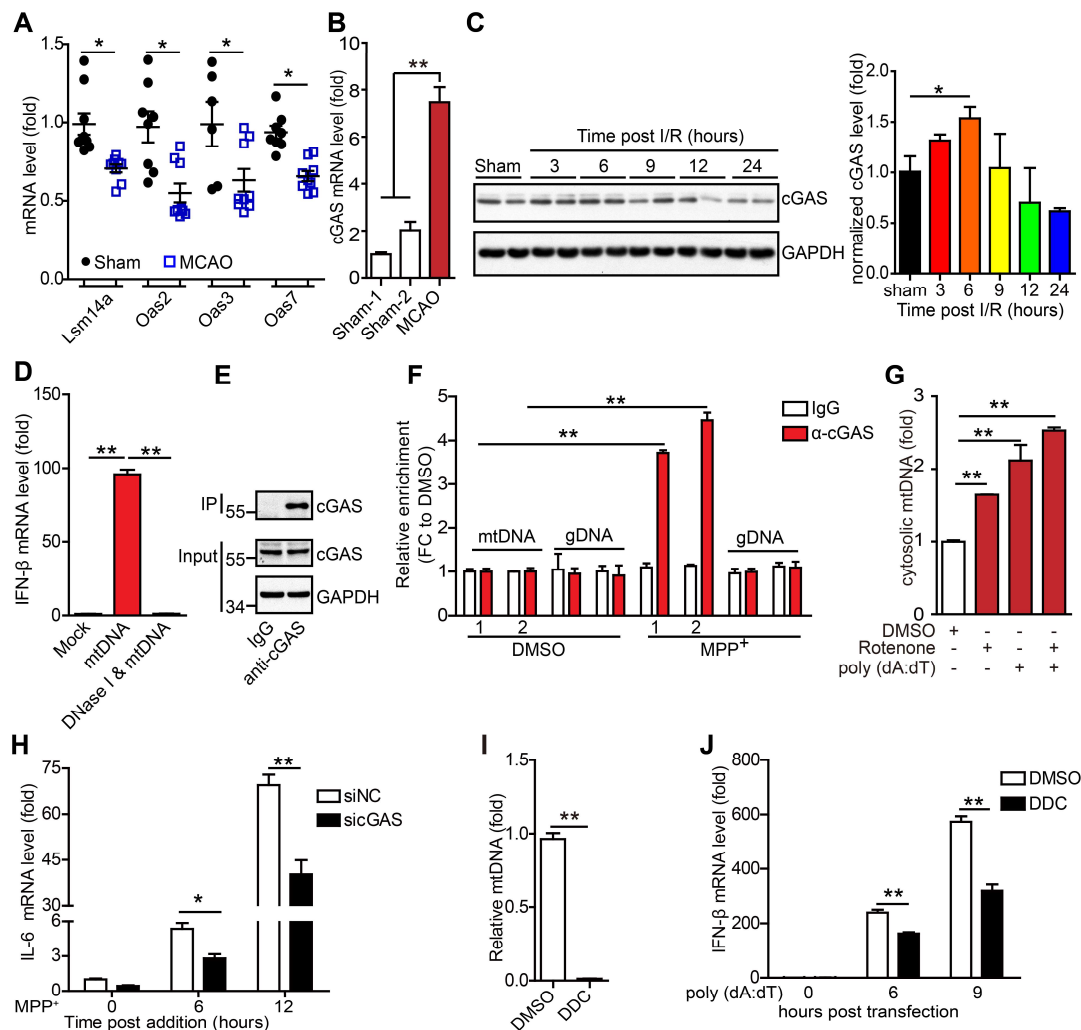 A
mRNA level (fold)
1.5
1.0
0.5
0.0
* * * *
Sham MCAO
Lsm14a Oas2 Oas3 Oas7
B
cGAS mRNA level (fold)
10
8
6
4
2
0
**
Sham-1 Sham-2 MCAO
C
Time post I/R (hours)
Sham 3 6 9 12 24
cGAS
GAPDH
normalized cGAS level (fold)
2.0
1.5
1.0
0.5
0.0
*
sham 3 6 9 12 24
Time post I/R (hours)
D
IFN-β mRNA level (fold)
150
100
50
0
** **
Mock mtDNA DNase I & mtDNA
E
IP 55 cGAS
Input 55 cGAS
34 GAPDH
IgG anti-cGAS
F
Relative enrichiment
(FC to DMSO)
5
4
3
2
1
0
**
**
IgG
α-cGAS
mtDNA gDNA gDNA
1 2 1 2
DMSO MPP+
G
cytosolic mtDNA (fold)
3
2
1
0
**
**
**
DMSO + - - -
Rotenone - + - +
poly (dA:dT) - - + +
H
IL-6 mRNA level (fold)
75
60
45
30
6
3
0
* **
siNC
sicGAS
MPP+ 0 6 12
Time post addition (hours)
I
Relative mtDNA (fold)
1.5
1.0
0.5
0.0
**
DMSO DDC
J
IFN-β mRNA level (fold)
800
600
400
200
0
** **
DMSO
DDC
poly (dA:dT) 0 6 9
hours post transfection